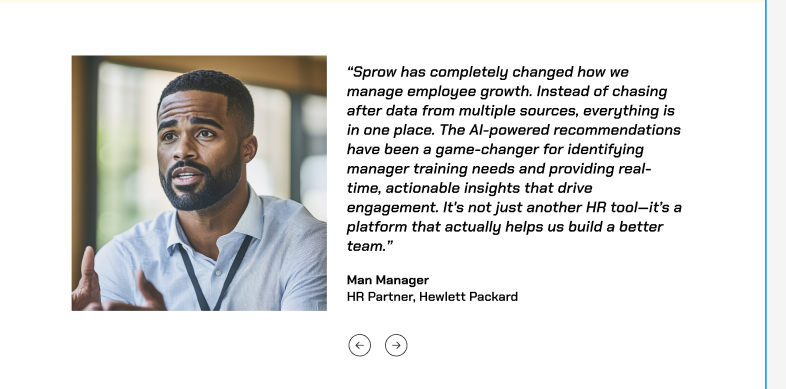 “Sprow has completely changed how we
manage employee growth. Instead of chasing
after data from multiple sources, everything is
in one place. The AI-powered recommendations
have been a game-changer for identifying
manager training needs and providing real-
time, actionable insights that drive
engagement. It's not just another HR tool—it’s a
platform that actually helps us build a better
team.”
Man Manager
HR Partner, Hewlett Packard